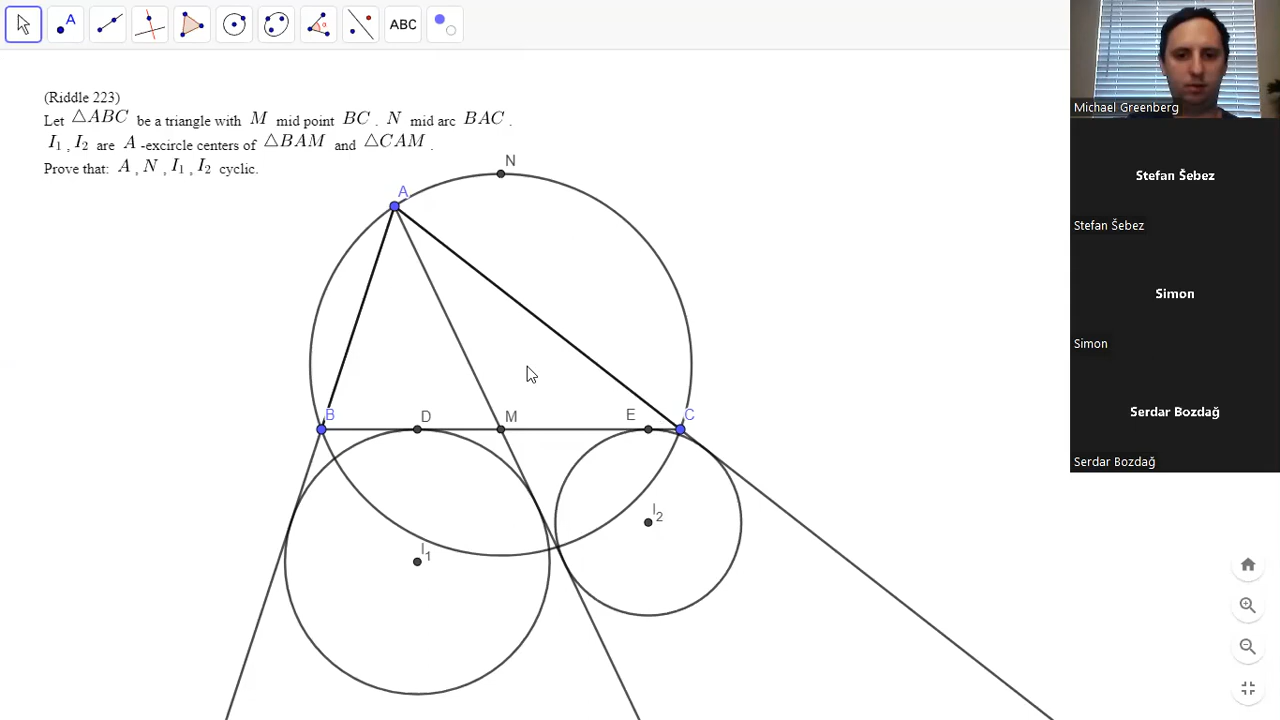 A
ABC
(Riddle 223)
Let △ABC be a triangle with M mid point BC . N mid arc BAC .
I1 , I2 are A -excircle centers of △BAM and △CAM .
Prove that: A , N , I1 , I2 cyclic.
N
A
B
D
M
E
C
I1
I2
Michael Greenberg
Stefan Šebez
Stefan Šebez
Simon
Simon
Serdar Bozdağ
Serdar Bozdağ